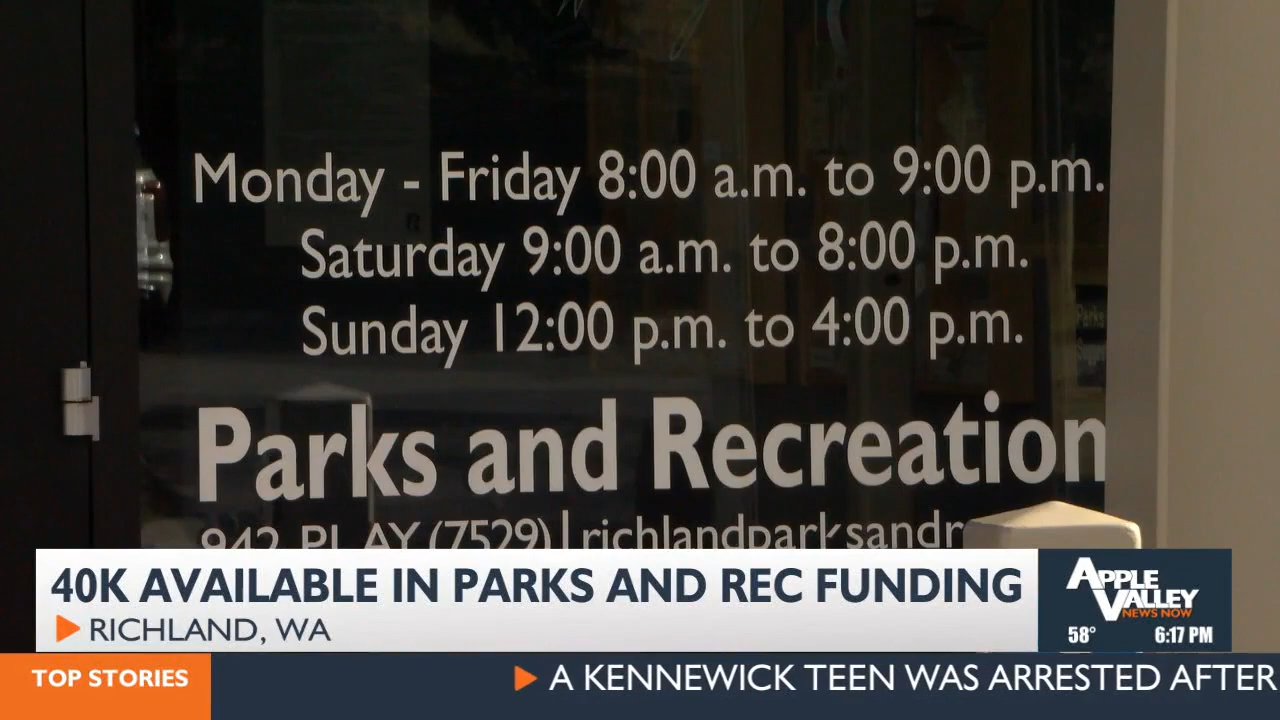 Monday - Friday 8:00 a.m. to 9:00 p.m.
Saturday 9:00 a.m. to 8:00 p.m.
Sunday 12:00 p.m. to 4:00 p.m.
Parks and Recreation
942 PLAY (7529) | richlandparksandr
40K AVAILABLE IN PARKS AND REC FUNDING
RICHLAND, WA
APPLE VALLEY
NEWS NOW
58° 6:17 PM
TOP STORIES
A KENNEWICK TEEN WAS ARRESTED AFTER